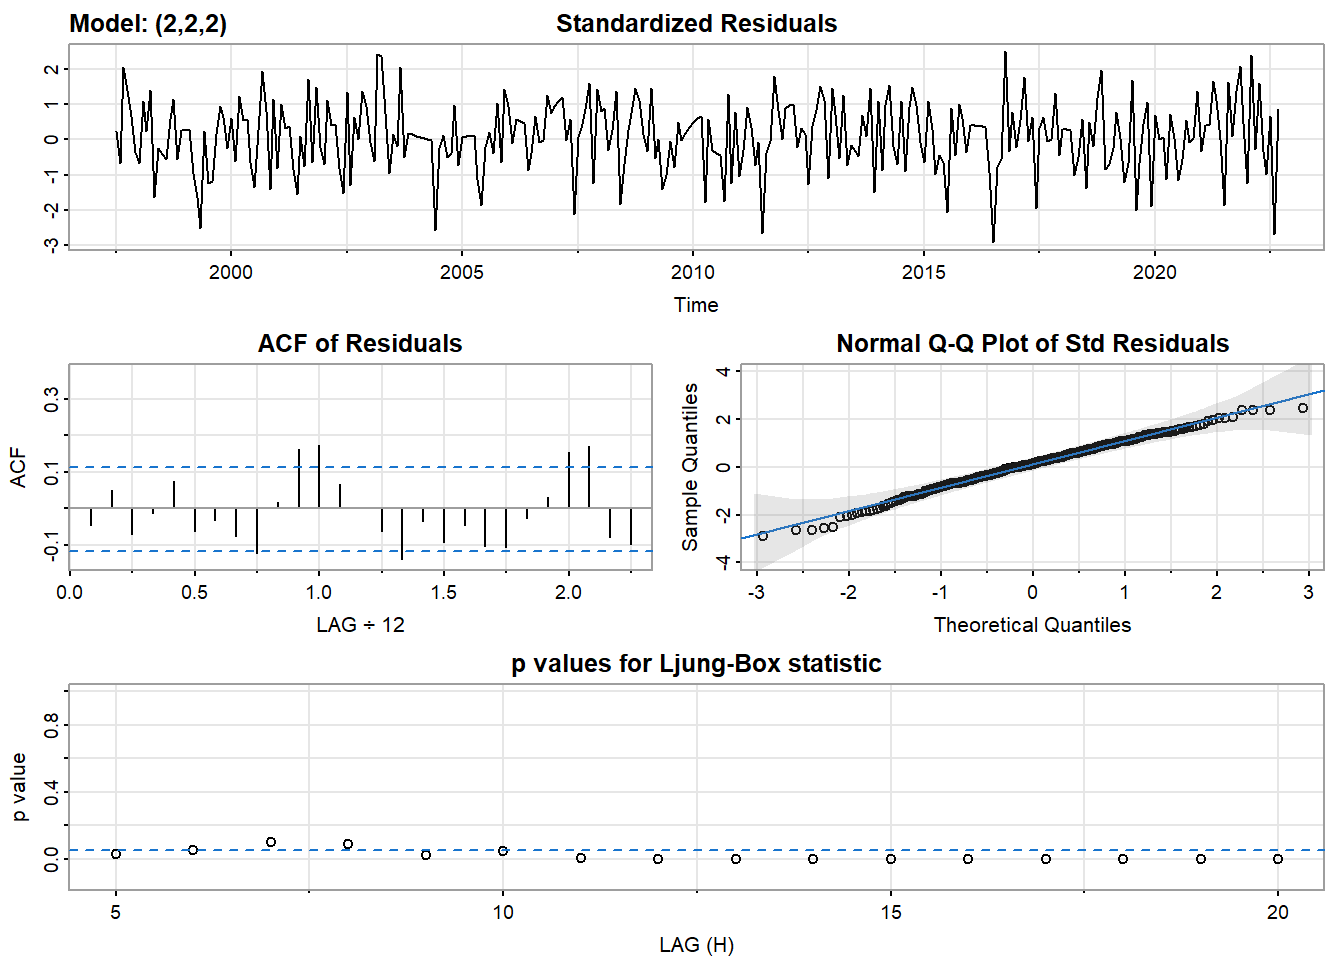 Model: (2,2,2) Standardized Residuals
2
1
0
-1
-2
-3
2000 2005 2010 2015 2020
Time
ACF of Residuals
0.3
0.1
-0.1
ACF
0.0 0.5 1.0 1.5 2.0
LAG ÷ 12
Normal Q-Q Plot of Std Residuals
4
2
0
-2
-4
Sample Quantiles
-3 -2 -1 0 1 2 3
Theoretical Quantiles
p values for Ljung-Box statistic
0.8
0.4
0.0
p value
5 10 15 20
LAG (H)